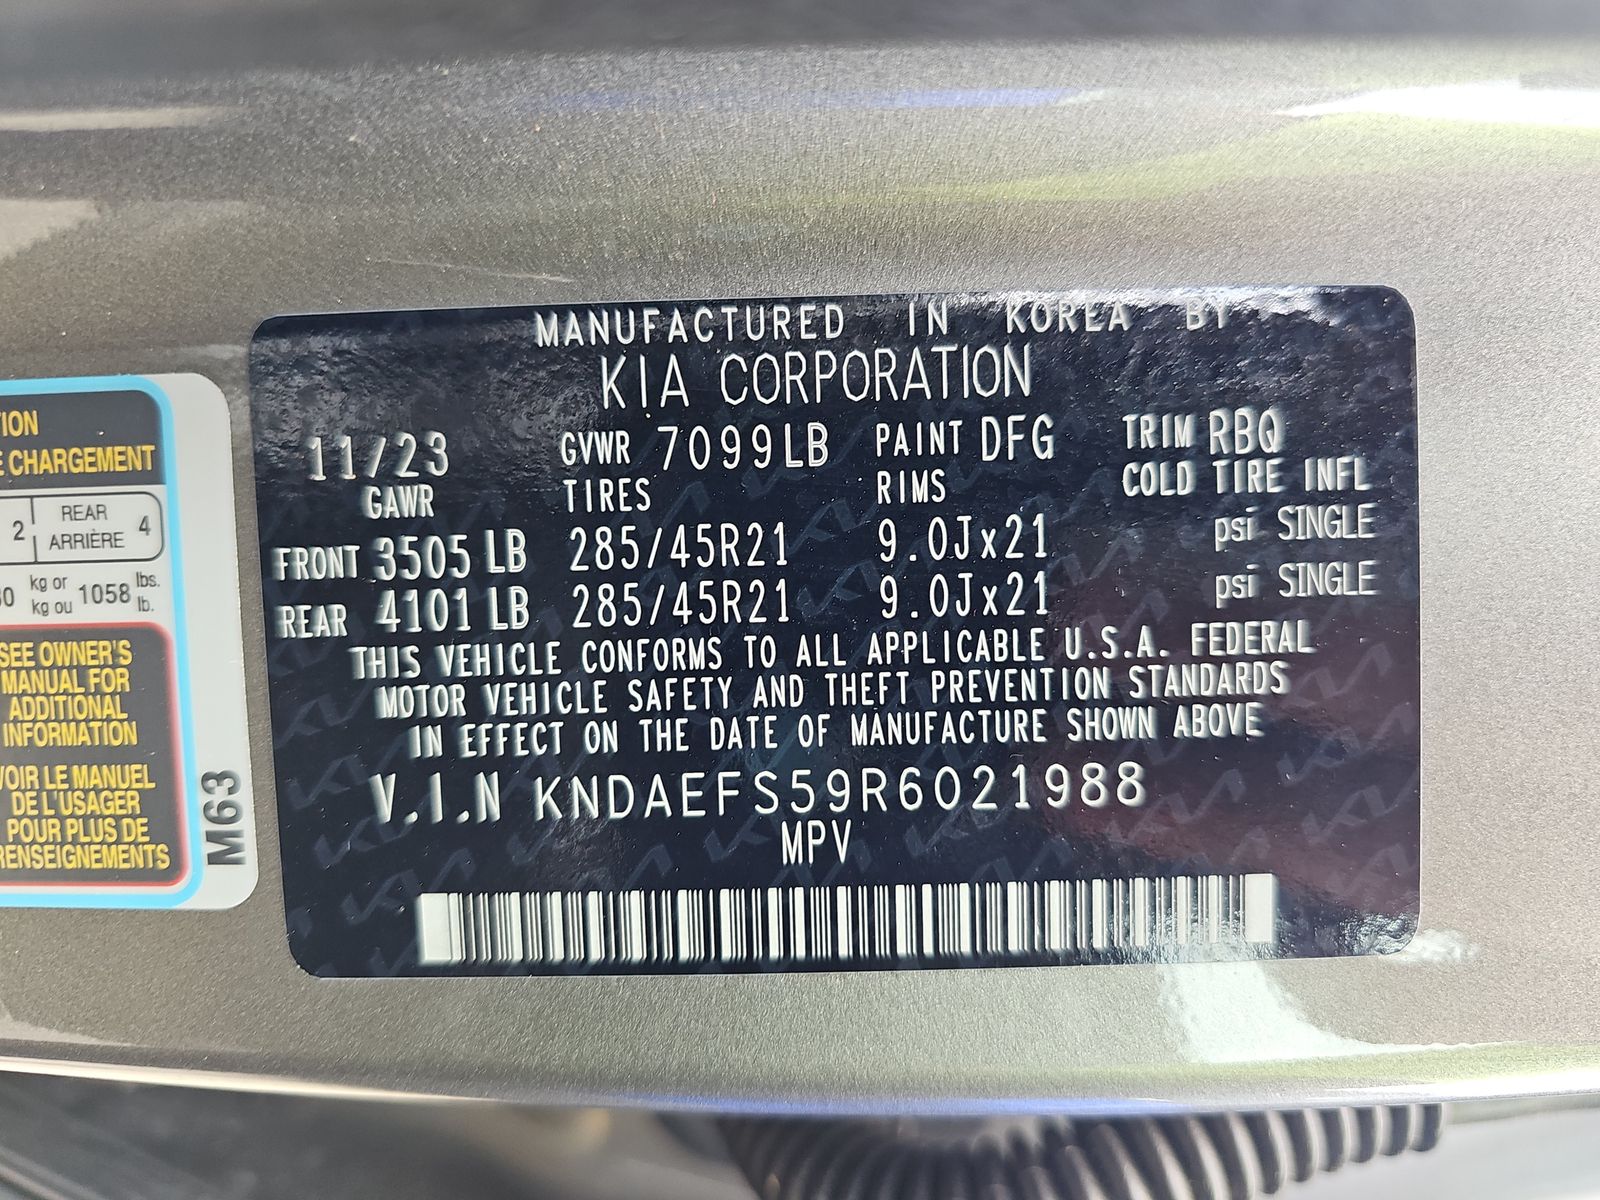 MANUFACTURED IN KOREA BY
KIA CORPORATION
11/23 GVWR 7099LB PAINT DFG TRIM RBQ
GAWR TIRES RIMS COLD TIRE INFL
FRONT 3505 LB 285/45R21 9.0Jx21 psi SINGLE
REAR 4101 LB 285/45R21 9.0Jx21 psi SINGLE
THIS VEHICLE CONFORMS TO ALL APPLICABLE U.S.A. FEDERAL
MOTOR VEHICLE SAFETY AND THEFT PREVENTION STANDARDS
IN EFFECT ON THE DATE OF MANUFACTURE SHOWN ABOVE
V.I.N KNDAEFS59R6021988
MPV
CHARGEMENT
2 REAR 4
ARRIÈRE
kg or 1058 lbs.
kg ou lb.
SEE OWNER'S
MANUAL FOR
ADDITIONAL
INFORMATION
VOIR LE MANUEL
DE L'USAGER
POUR PLUS DE
RENSEIGNEMENTS
M63